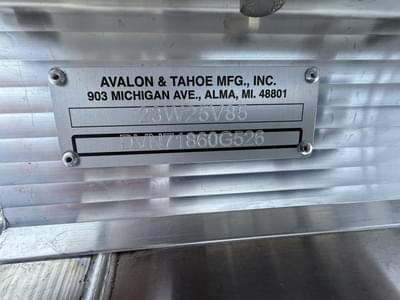 AVALON & TAHOE MFG., INC.
903 MICHIGAN AVE., ALMA, MI. 48801
23W25V85
DVN71860G526